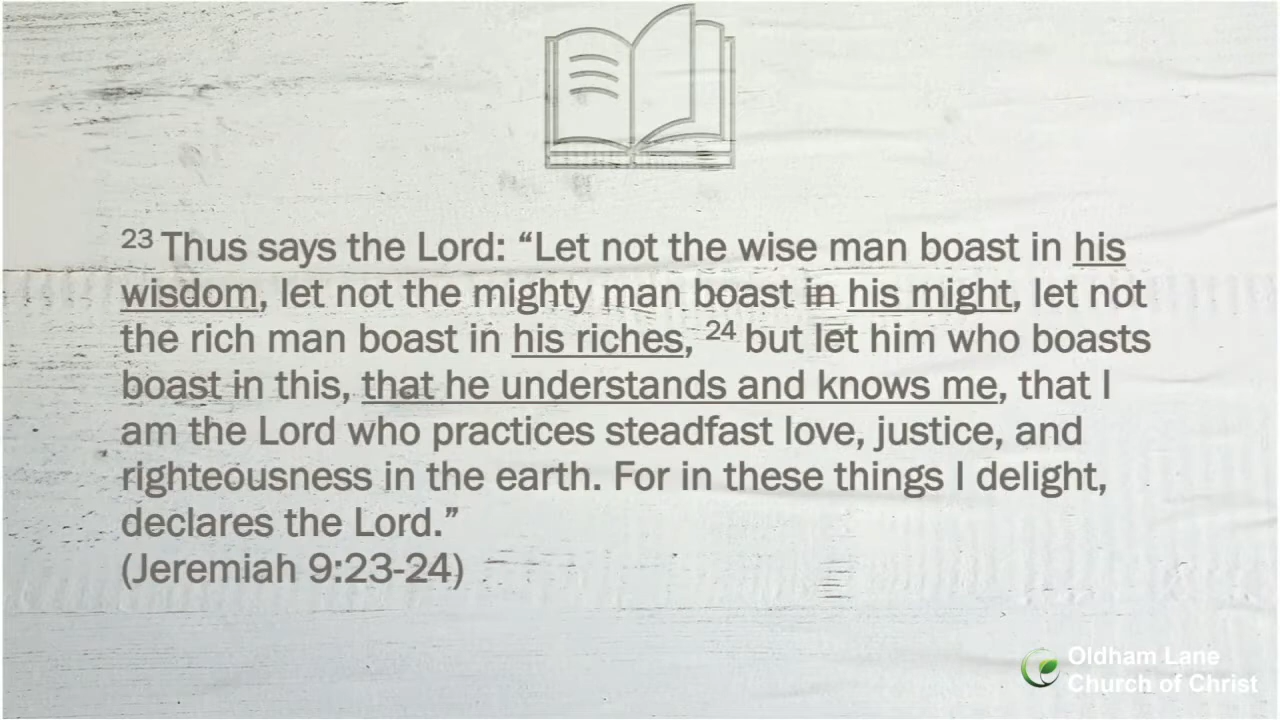 23 Thus says the Lord: “Let not the wise man boast in his
wisdom, let not the mighty man boast in his might, let not
the rich man boast in his riches, 24 but let him who boasts
boast in this, that he understands and knows me, that I
am the Lord who practices steadfast love, justice, and
righteousness in the earth. For in these things I delight,
declares the Lord.”
(Jeremiah 9:23-24)
Oldham Lane
Church of Christ